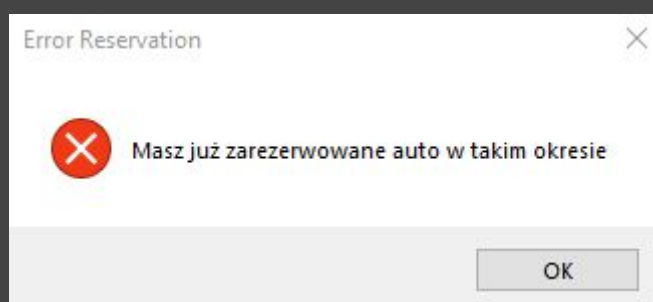 Error Reservation
Masz już zarezerwowane auto w takim okresie
OK